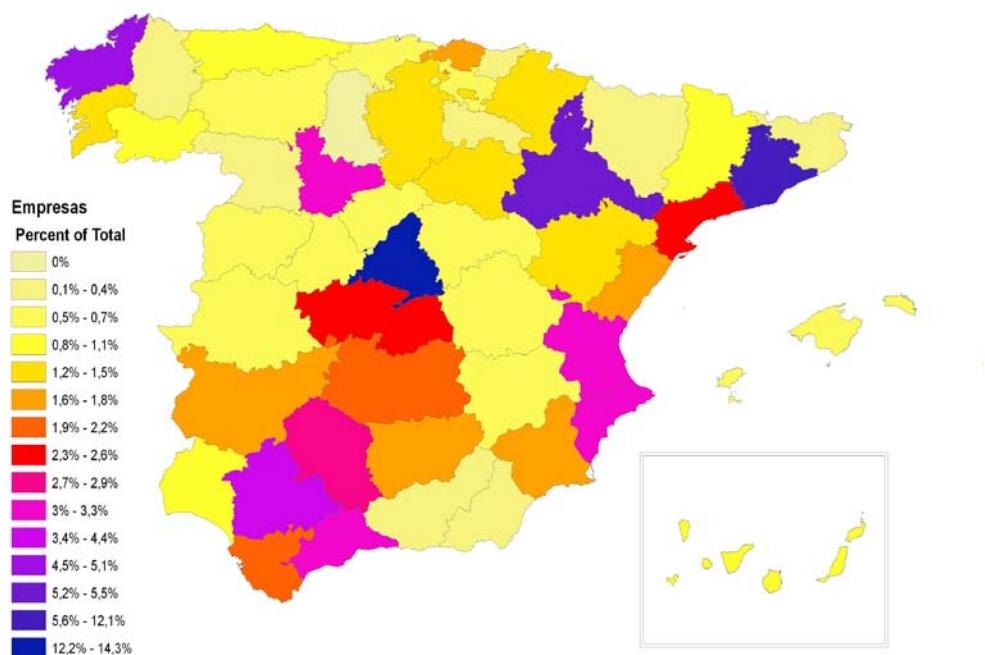 Empresas
Percent of Total
0%
0,1% - 0,4%
0,5% - 0,7%
0,8% - 1,1%
1,2% - 1,5%
1,6% - 1,8%
1,9% - 2,2%
2,3% - 2,6%
2,7% - 2,9%
3% - 3,3%
3,4% - 4,4%
4,5% - 5,1%
5,2% - 5,5%
5,6% - 12,1%
12,2% - 14,3%